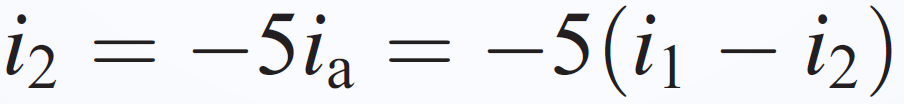 i₂ = −5iₐ = −5(i₁ − i₂)